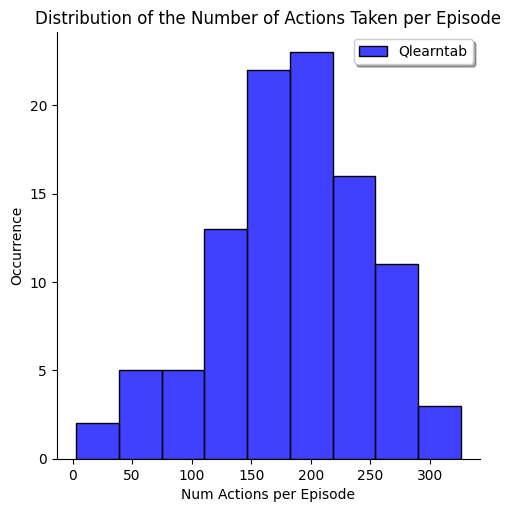 Distribution of the Number of Actions Taken per Episode
Qlearntab
20
15
10
5
0
Occurrence
0 50 100 150 200 250 300
Num Actions per Episode